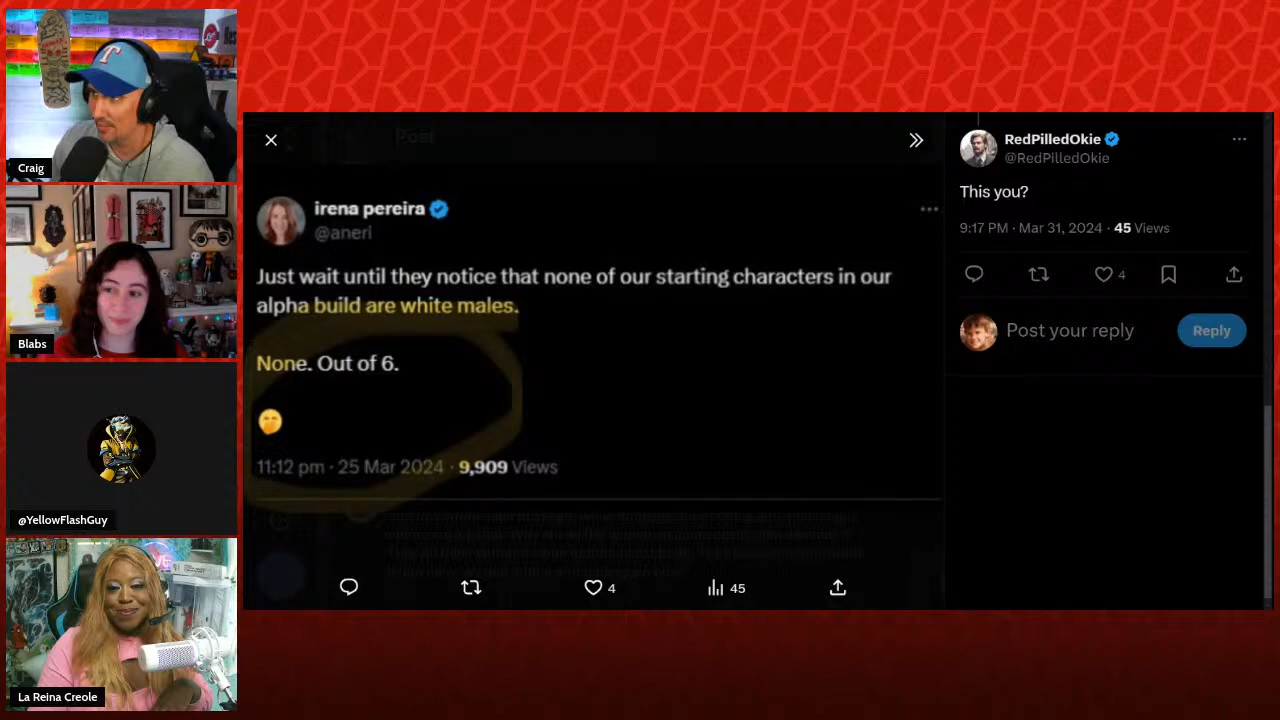 Craig
Blabs
@YellowFlashGuy
La Reina Creole
Post
irena pereira
@anerl
Just wait until they notice that none of our starting characters in our
alpha build are white males.
None. Out of 6.
11:12 pm · 25 Mar 2024 · 9,909 Views
4
45
RedPilledOkie
@RedPilledOkie
This you?
9:17 PM · Mar 31, 2024 · 45 Views
4
Post your reply
Reply